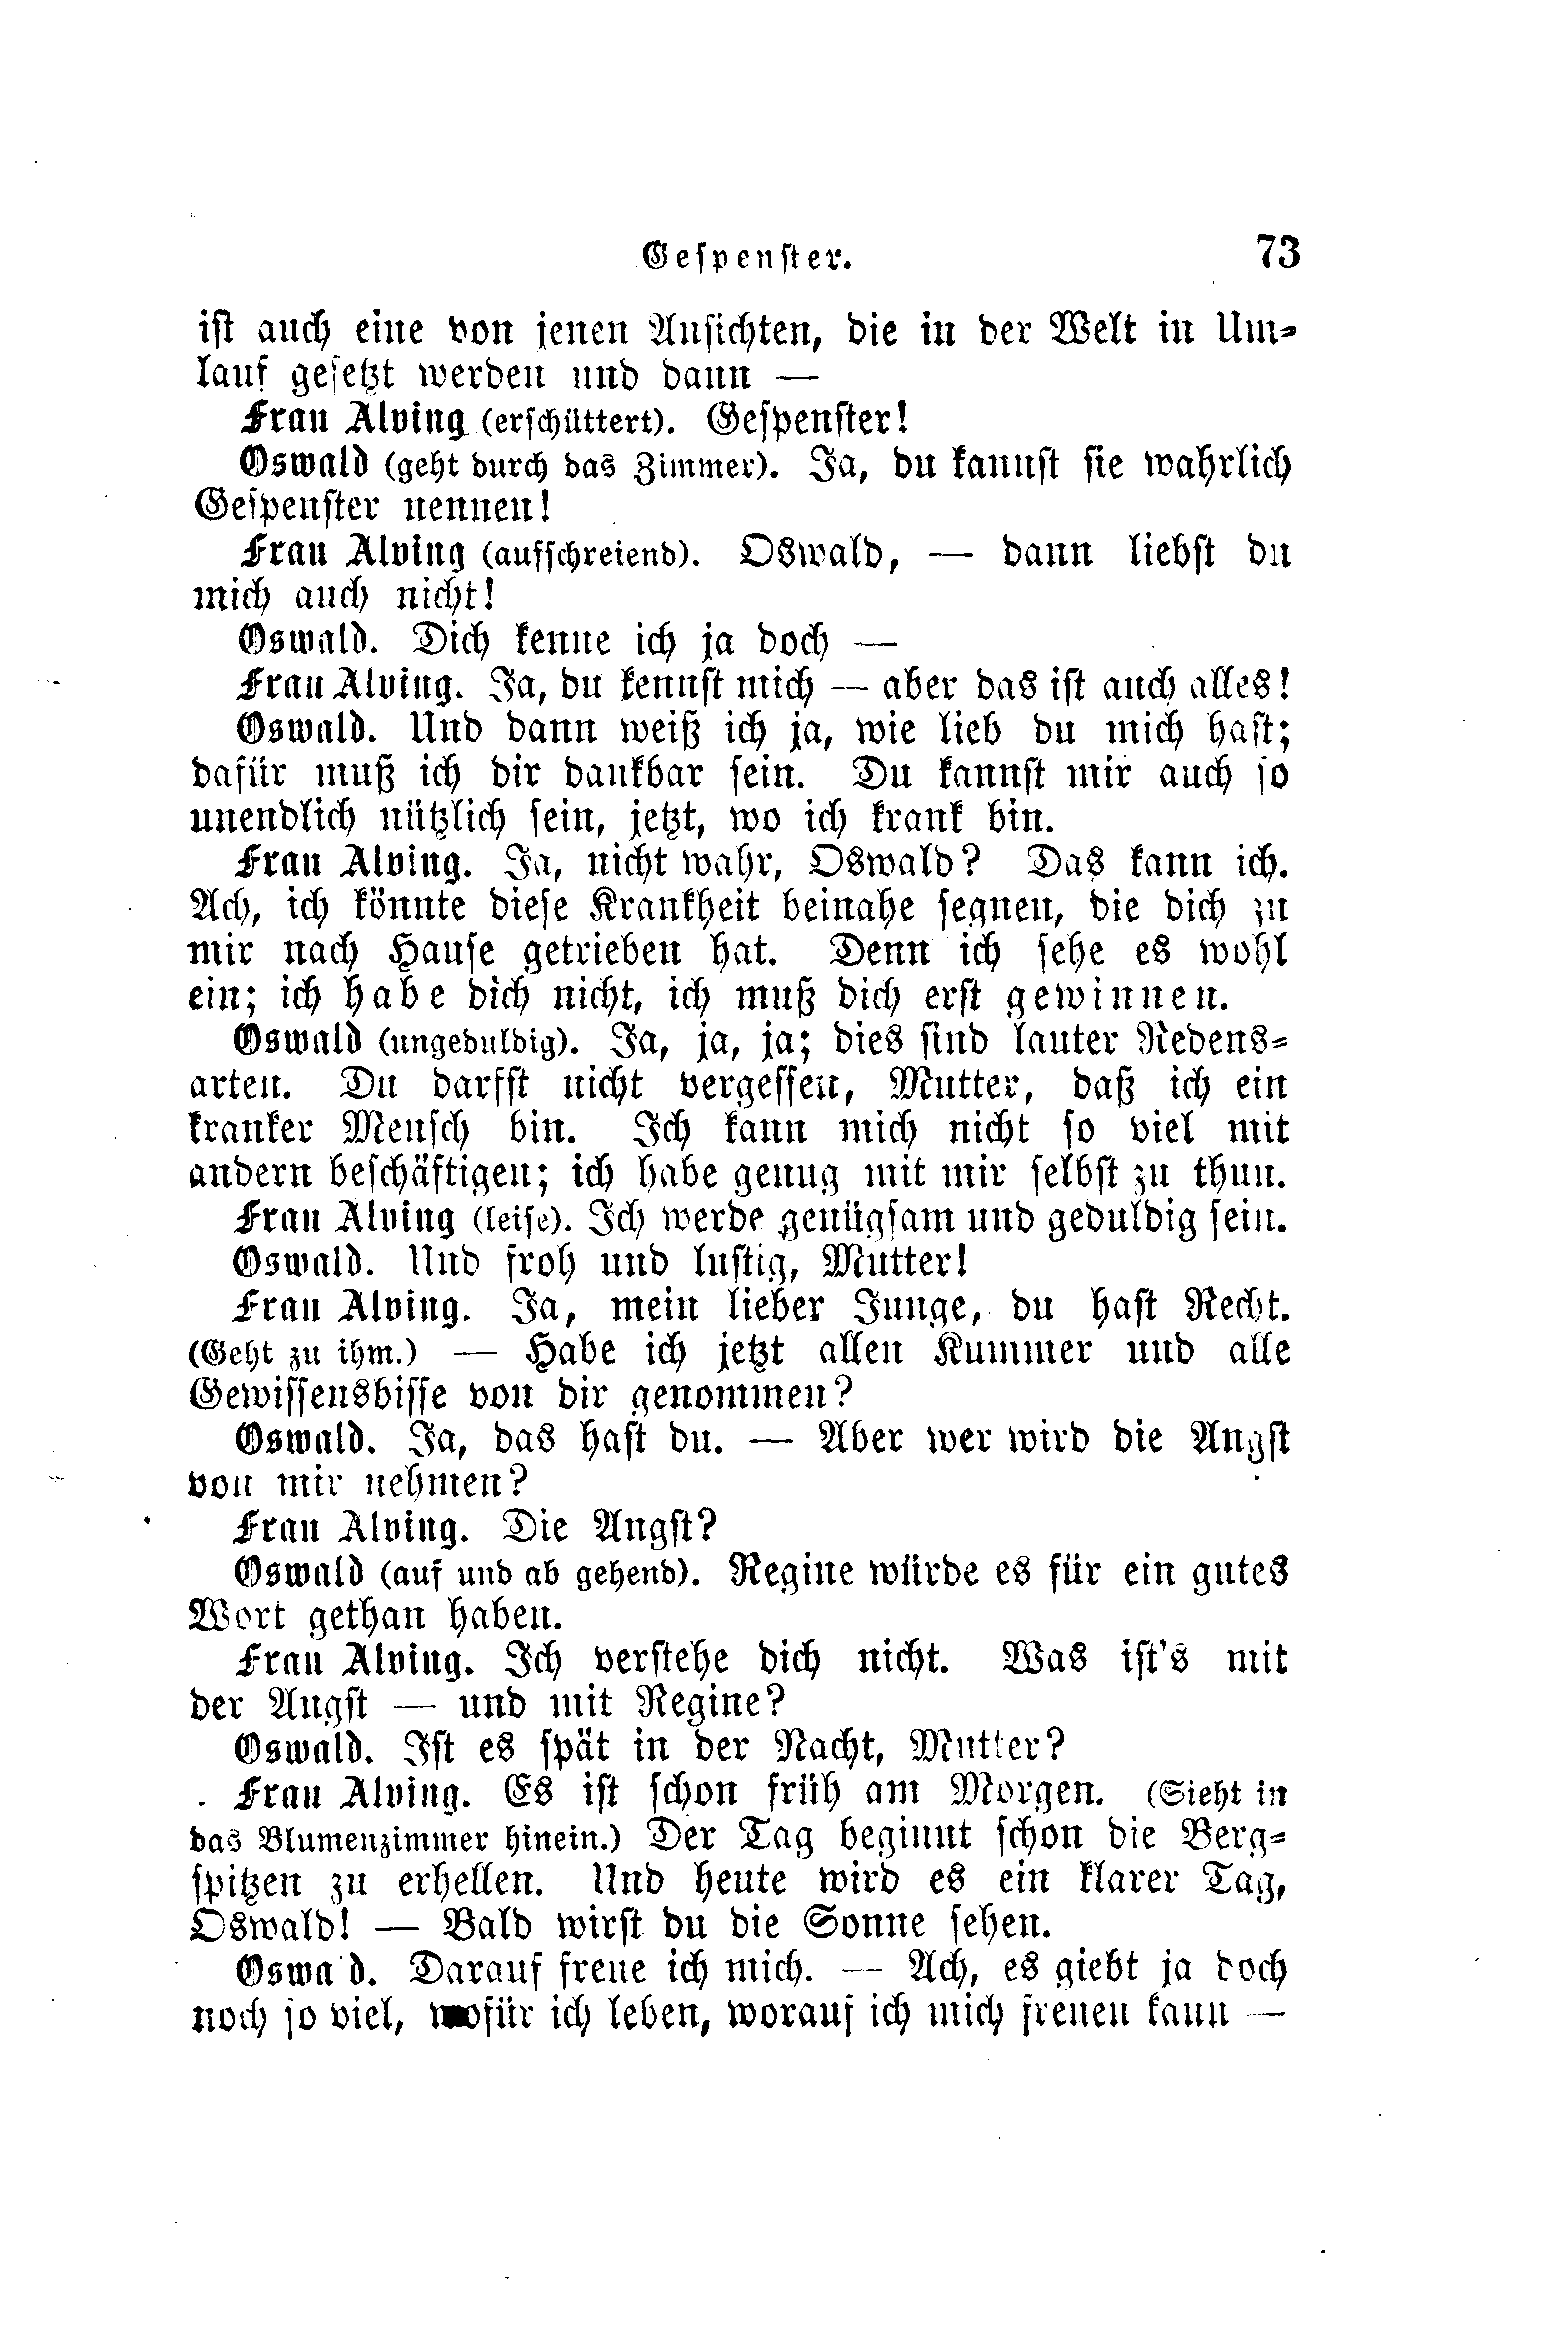 Gespenster. 73
ist auch eine von jenen Ansichten, die in der Welt in Um-
lauf gesetzt werden und dann —
Frau Alving (erschüttert). Gespenster!
Oswald (geht durch das Zimmer). Ja, du kannst sie wahrlich
Gespenster nennen!
Frau Alving (aufschreiend). Oswald, — dann liebst du
mich auch nicht!
Oswald. Dich kenne ich ja doch —
Frau Alving. Ja, du kennst mich — aber das ist auch alles!
Oswald. Und dann weiß ich ja, wie lieb du mich hast;
dafür muß ich dir dankbar sein. Du kannst mir auch so
unendlich nützlich sein, jetzt, wo ich krank bin.
Frau Alving. Ja, nicht wahr, Oswald? Das kann ich.
Ach, ich könnte diese Krankheit beinahe segnen, die dich zu
mir nach Hause getrieben hat. Denn ich sehe es wohl
ein; ich habe dich nicht, ich muß dich erst gewinnen.
Oswald (ungeduldig). Ja, ja, ja; dies sind lauter Redens-
arten. Du darfst nicht vergessen, Mutter, daß ich ein
kranker Mensch bin. Ich kann mich nicht so viel mit
andern beschäftigen; ich habe genug mit mir selbst zu thun.
Frau Alving (leise). Ich werde genügsam und geduldig sein.
Oswald. Und froh und lustig, Mutter!
Frau Alving. Ja, mein lieber Junge, du hast Recht.
(Geht zu ihm.) — Habe ich jetzt allen Kummer und alle
Gewissensbisse von dir genommen?
Oswald. Ja, das hast du. — Aber wer wird die Angst
von mir nehmen?
Frau Alving. Die Angst?
Oswald (auf und ab gehend). Regine würde es für ein gutes
Wort gethan haben.
Frau Alving. Ich verstehe dich nicht. Was ist's mit
der Angst — und mit Regine?
Oswald. Ist es spät in der Nacht, Mutter?
Frau Alving. Es ist schon früh am Morgen. (Sieht in
das Blumenzimmer hinein.) Der Tag beginnt schon die Berg-
spitzen zu erhellen. Und heute wird es ein klarer Tag,
Oswald! — Bald wirst du die Sonne sehen.
Oswald. Darauf freue ich mich. — Ach, es giebt ja doch
noch so viel, wofür ich leben, worauf ich mich freuen kann —